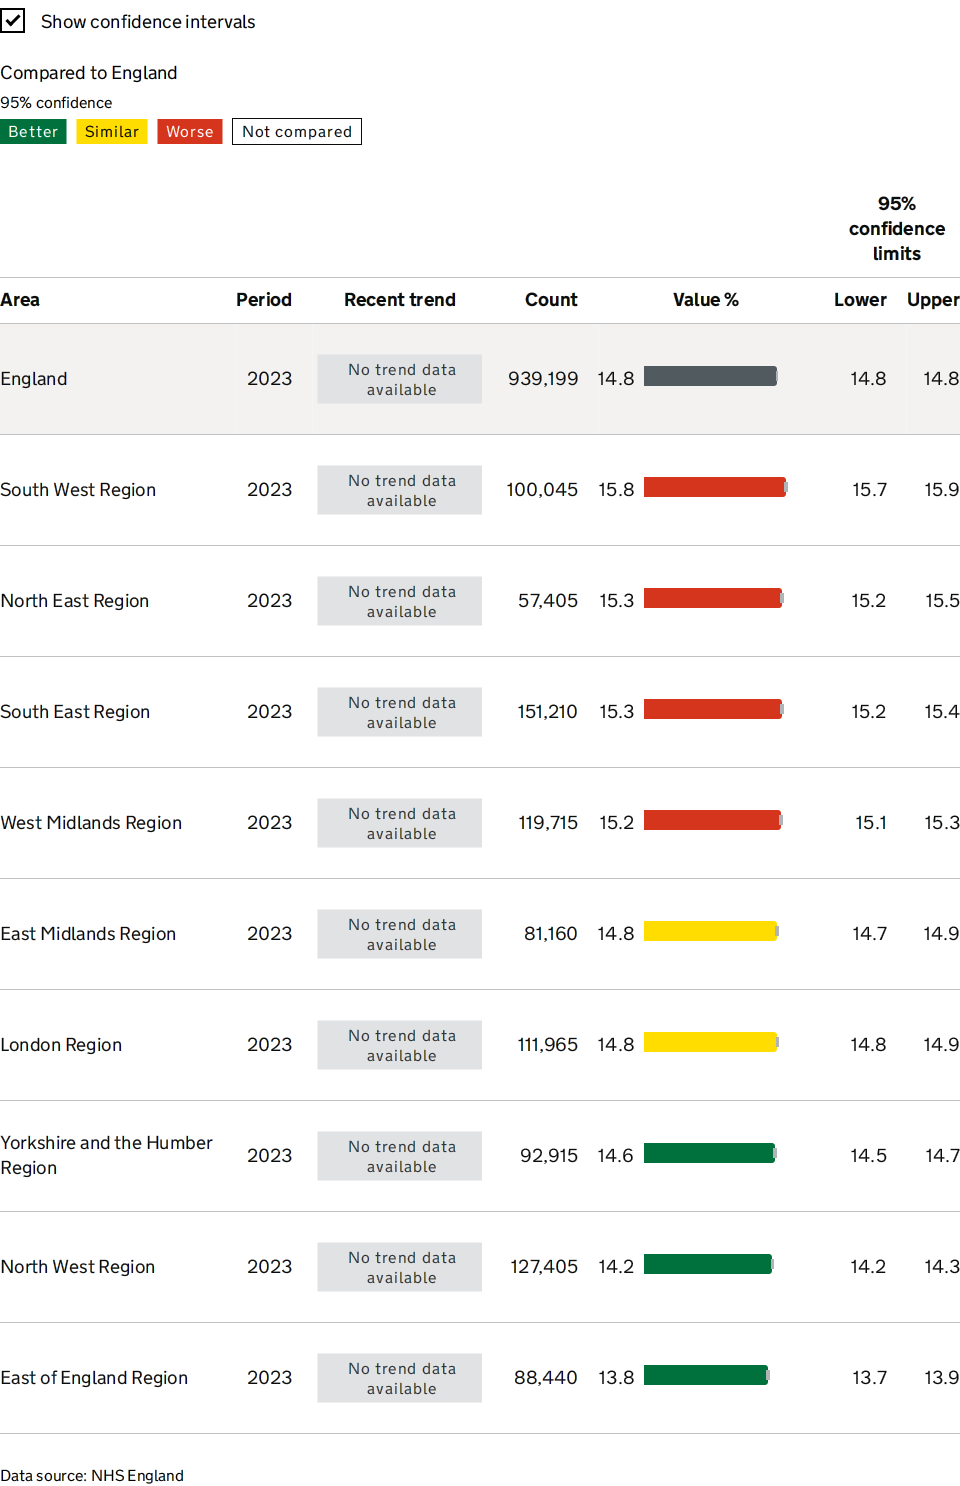 Show confidence intervals
Compared to England
95% confidence
Better Similar Worse Not compared
95%
confidence
limits
Area Period Recent trend Count Value % Lower Upper
England 2023 No trend data available 939,199 14.8 14.8 14.8
South West Region 2023 No trend data available 100,045 15.8 15.7 15.9
North East Region 2023 No trend data available 57,405 15.3 15.2 15.5
South East Region 2023 No trend data available 151,210 15.3 15.2 15.4
West Midlands Region 2023 No trend data available 119,715 15.2 15.1 15.3
East Midlands Region 2023 No trend data available 81,160 14.8 14.7 14.9
London Region 2023 No trend data available 111,965 14.8 14.8 14.9
Yorkshire and the Humber Region 2023 No trend data available 92,915 14.6 14.5 14.7
North West Region 2023 No trend data available 127,405 14.2 14.2 14.3
East of England Region 2023 No trend data available 88,440 13.8 13.7 13.9
Data source: NHS England